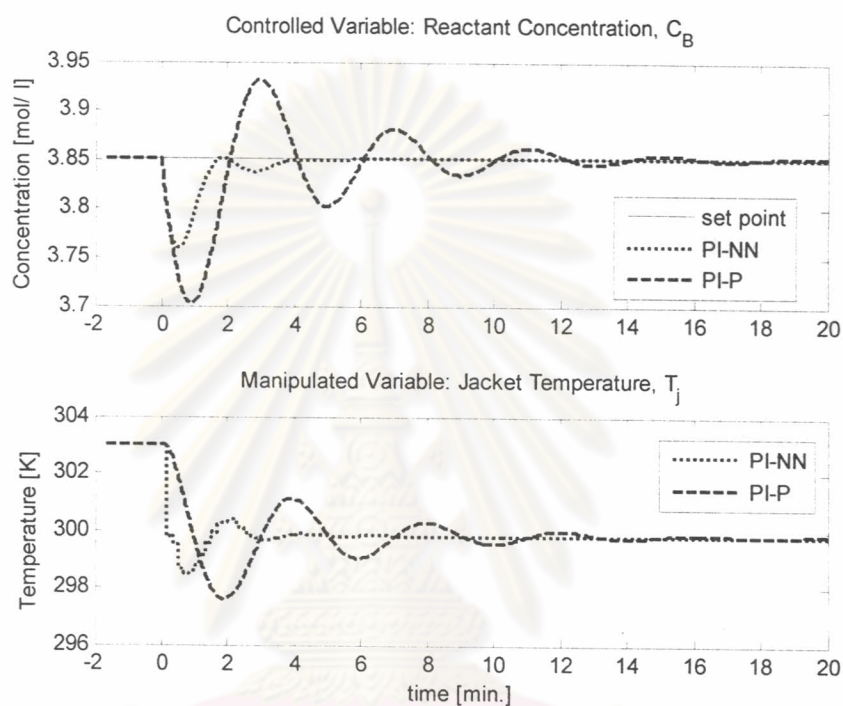 Controlled Variable: Reactant Concentration, C_B
Concentration [mol/ l]
3.95
3.9
3.85
3.8
3.75
3.7
set point
PI-NN
PI-P
-2 0 2 4 6 8 10 12 14 16 18 20
Manipulated Variable: Jacket Temperature, T_j
Temperature [K]
304
302
300
298
296
PI-NN
PI-P
-2 0 2 4 6 8 10 12 14 16 18 20
time [min.]